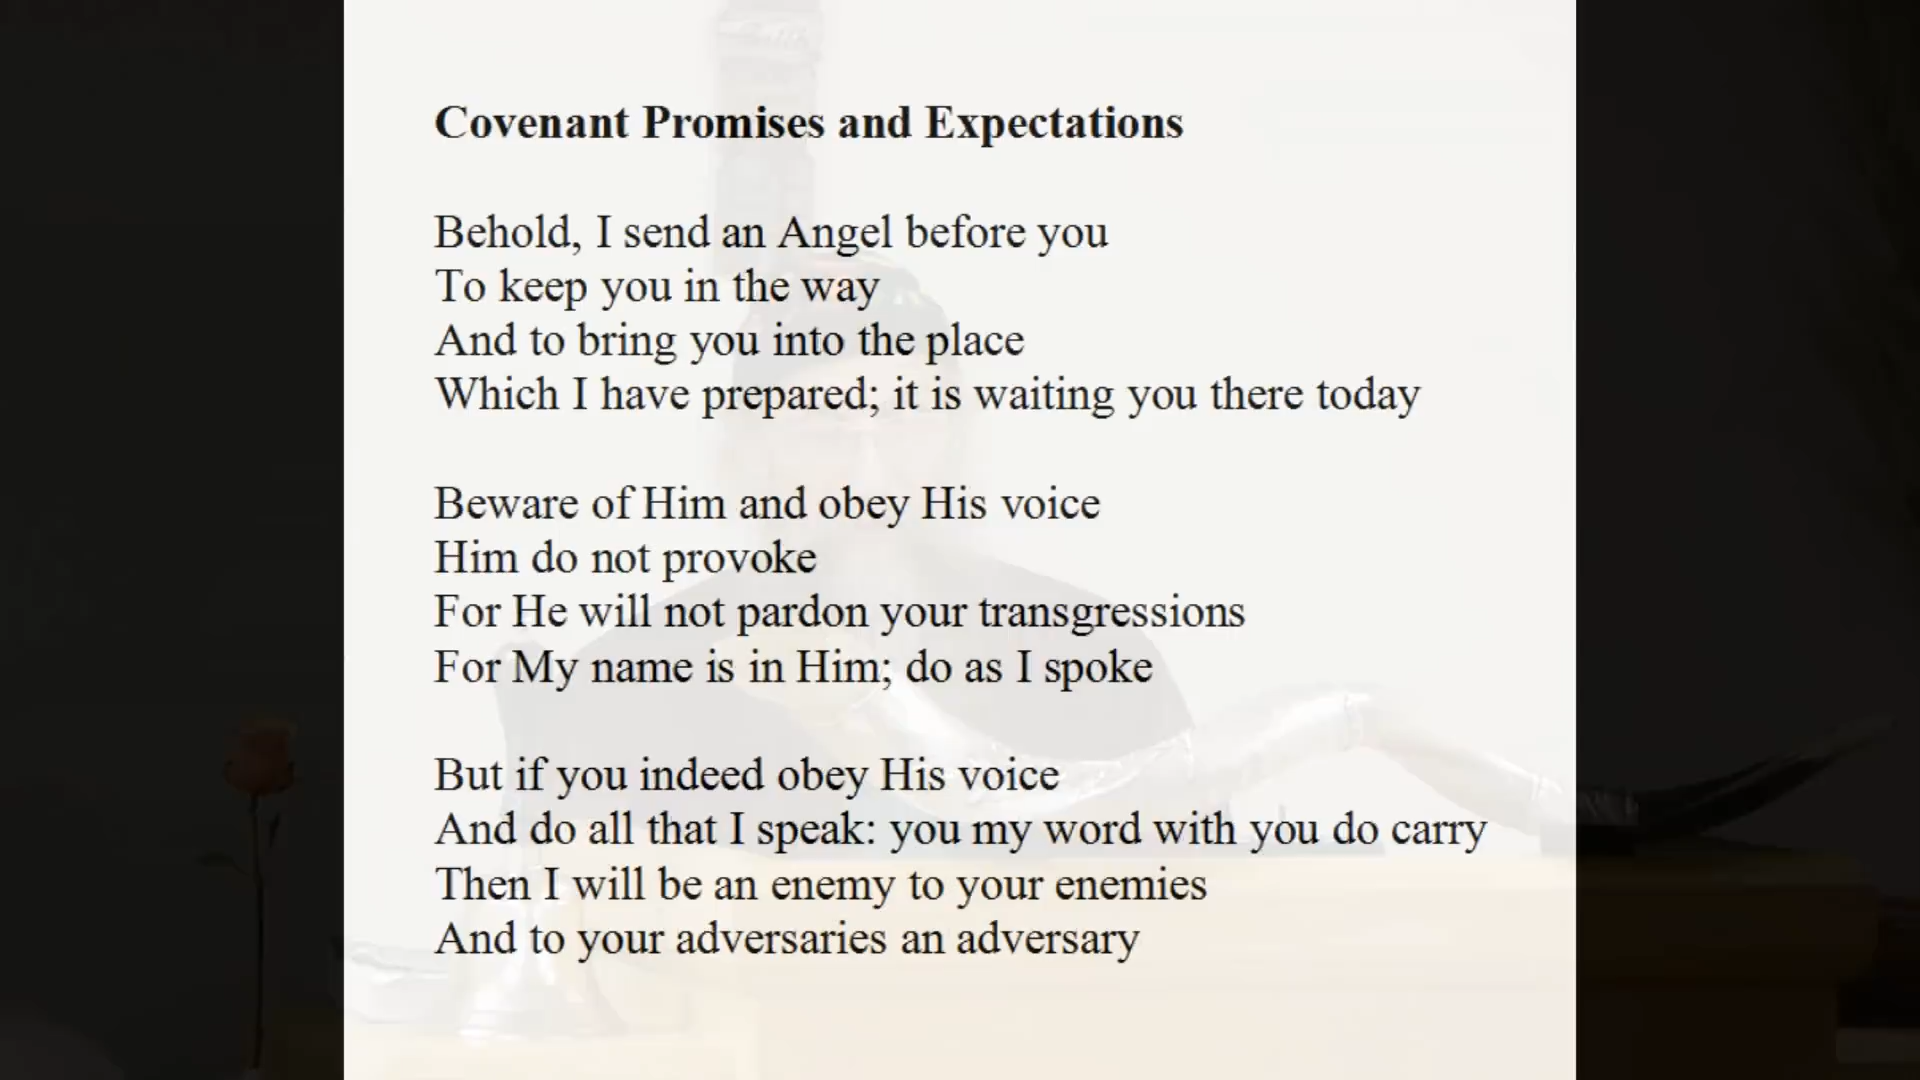 Covenant Promises and Expectations
Behold, I send an Angel before you
To keep you in the way
And to bring you into the place
Which I have prepared; it is waiting you there today
Beware of Him and obey His voice
Him do not provoke
For He will not pardon your transgressions
For My name is in Him; do as I spoke
But if you indeed obey His voice
And do all that I speak: you my word with you do carry
Then I will be an enemy to your enemies
And to your adversaries an adversary